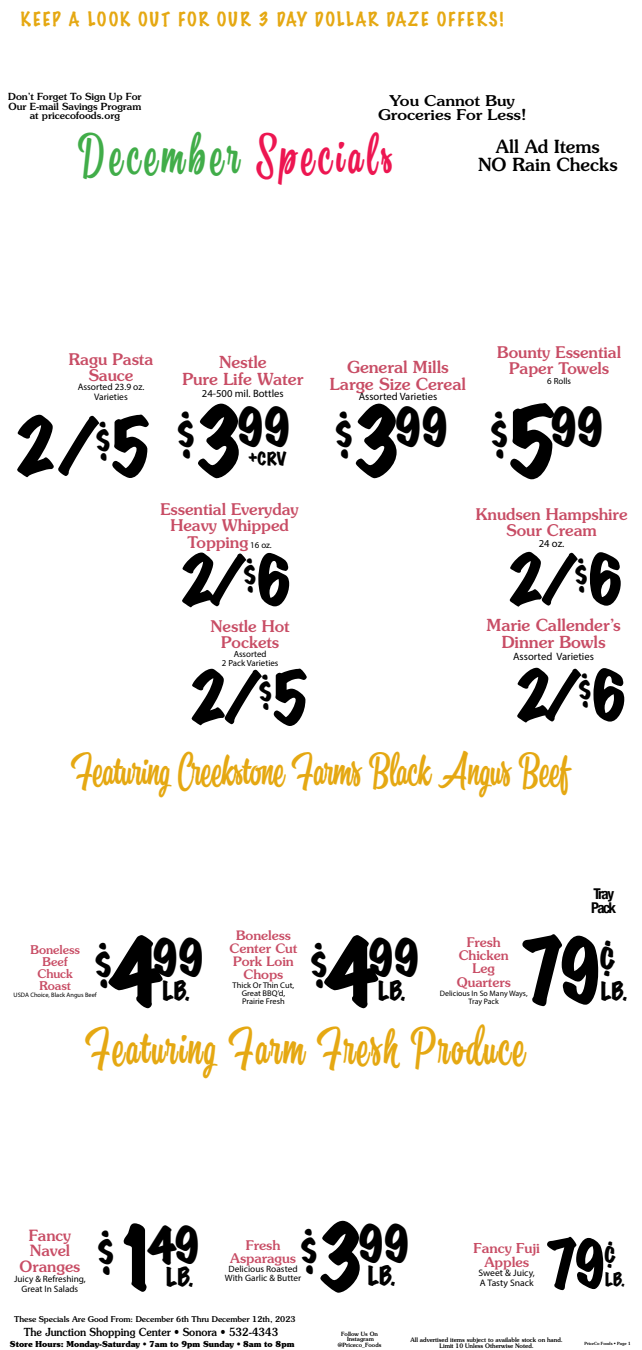 KEEP A LOOK OUT FOR OUR 3 DAY DOLLAR DAZE OFFERS!
Don't Forget To Sign Up For
Our E-mail Savings Program
at pricecofoods.org
You Cannot Buy
Groceries For Less!
December Specials
All Ad Items
NO Rain Checks
Ragu Pasta
Sauce
Assorted 23.9 oz.
Varieties
2/$5
Nestle
Pure Life Water
24-500 mil. Bottles
$3.99
+CRV
General Mills
Large Size Cereal
Assorted Varieties
$3.99
Bounty Essential
Paper Towels
6 Rolls
$5.99
Essential Everyday
Heavy Whipped
Topping 16 oz.
2/$6
Knudsen Hampshire
Sour Cream
24 oz.
2/$6
Nestle Hot
Pockets
Assorted
2 Pack Varieties
2/$5
Marie Callender's
Dinner Bowls
Assorted Varieties
2/$6
Featuring Creekstone Farms Black Angus Beef
Boneless
Beef
Chuck
Roast
USDA Choice, Black Angus Beef
$4.99
LB.
Boneless
Center Cut
Pork Loin
Chops
Thick Or Thin Cut,
Great BBQ'd,
Prairie Fresh
$4.99
LB.
Tray
Pack
Fresh
Chicken
Leg
Quarters
Delicious In So Many Ways,
Tray Pack
79¢
LB.
Featuring Farm Fresh Produce
Fancy
Navel
Oranges
Juicy & Refreshing,
Great In Salads
$1.49
LB.
Fresh
Asparagus
Delicious Roasted
With Garlic & Butter
$3.99
LB.
Fancy Fuji
Apples
Sweet & Juicy,
A Tasty Snack
79¢
LB.
These Specials Are Good From: December 6th Thru December 12th, 2023
The Junction Shopping Center • Sonora • 532-4343
Store Hours: Monday-Saturday • 7am to 9pm Sunday • 8am to 8pm
Follow Us On
Instagram
@Priceco_Foods
All advertised items subject to available stock on hand.
Limit 10 Unless Otherwise Noted.
PriceCo Foods • Page 1